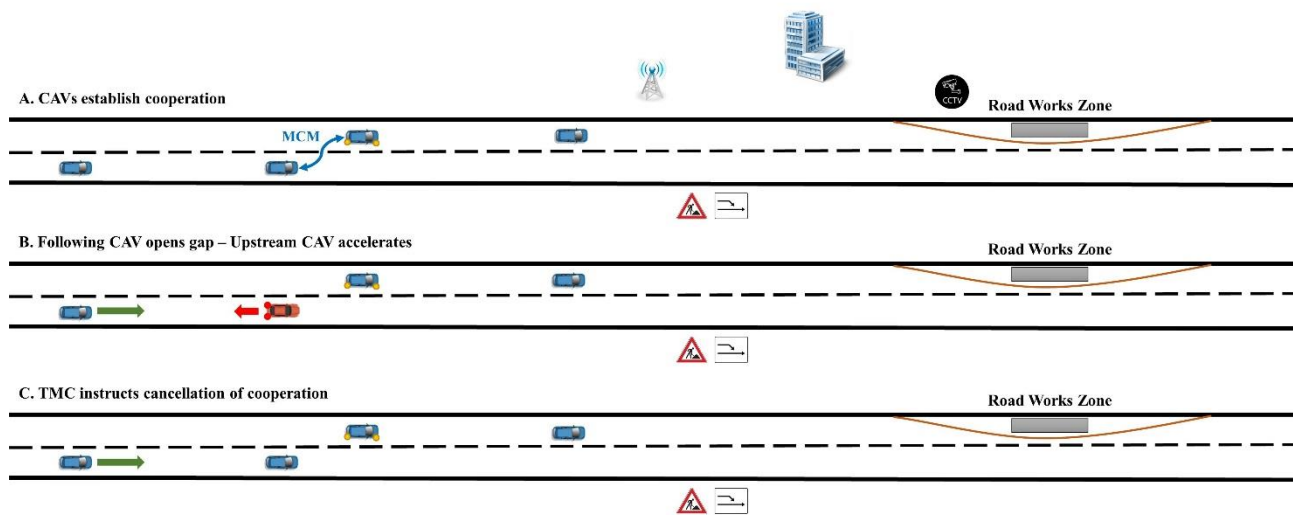 A. CAVs establish cooperation
CCTV
Road Works Zone
MCM
B. Following CAV opens gap – Upstream CAV accelerates
Road Works Zone
C. TMC instructs cancellation of cooperation
Road Works Zone